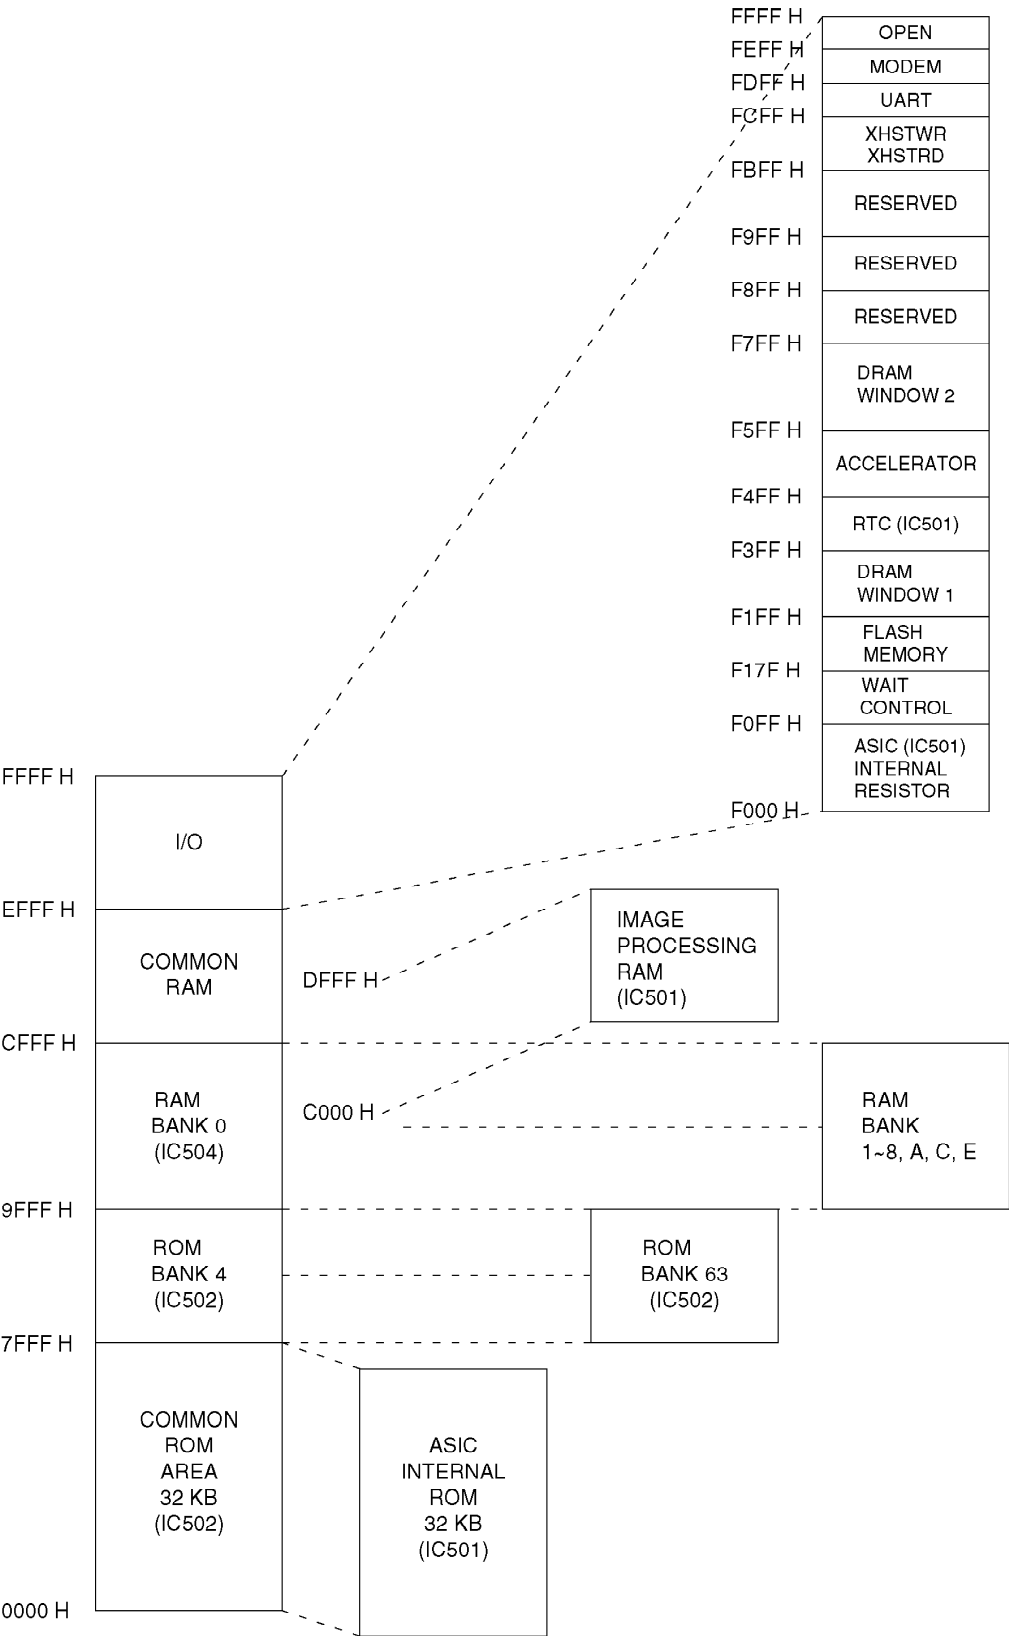 FFFF H
OPEN
FEFF H
MODEM
FDFF H
UART
FCFF H
XHSTWR
XHSTRD
FBFF H
RESERVED
F9FF H
RESERVED
F8FF H
RESERVED
F7FF H
DRAM
WINDOW 2
F5FF H
ACCELERATOR
F4FF H
RTC (IC501)
F3FF H
DRAM
WINDOW 1
F1FF H
FLASH
MEMORY
F17F H
WAIT
CONTROL
F0FF H
ASIC (IC501)
INTERNAL
RESISTOR
F000 H
FFFF H
I/O
EFFF H
COMMON
RAM
DFFF H
IMAGE
PROCESSING
RAM
(IC501)
CFFF H
RAM
BANK 0
(IC504)
C000 H
RAM
BANK
1~8, A, C, E
9FFF H
ROM
BANK 4
(IC502)
ROM
BANK 63
(IC502)
7FFF H
COMMON
ROM
AREA
32 KB
(IC502)
ASIC
INTERNAL
ROM
32 KB
(IC501)
0000 H